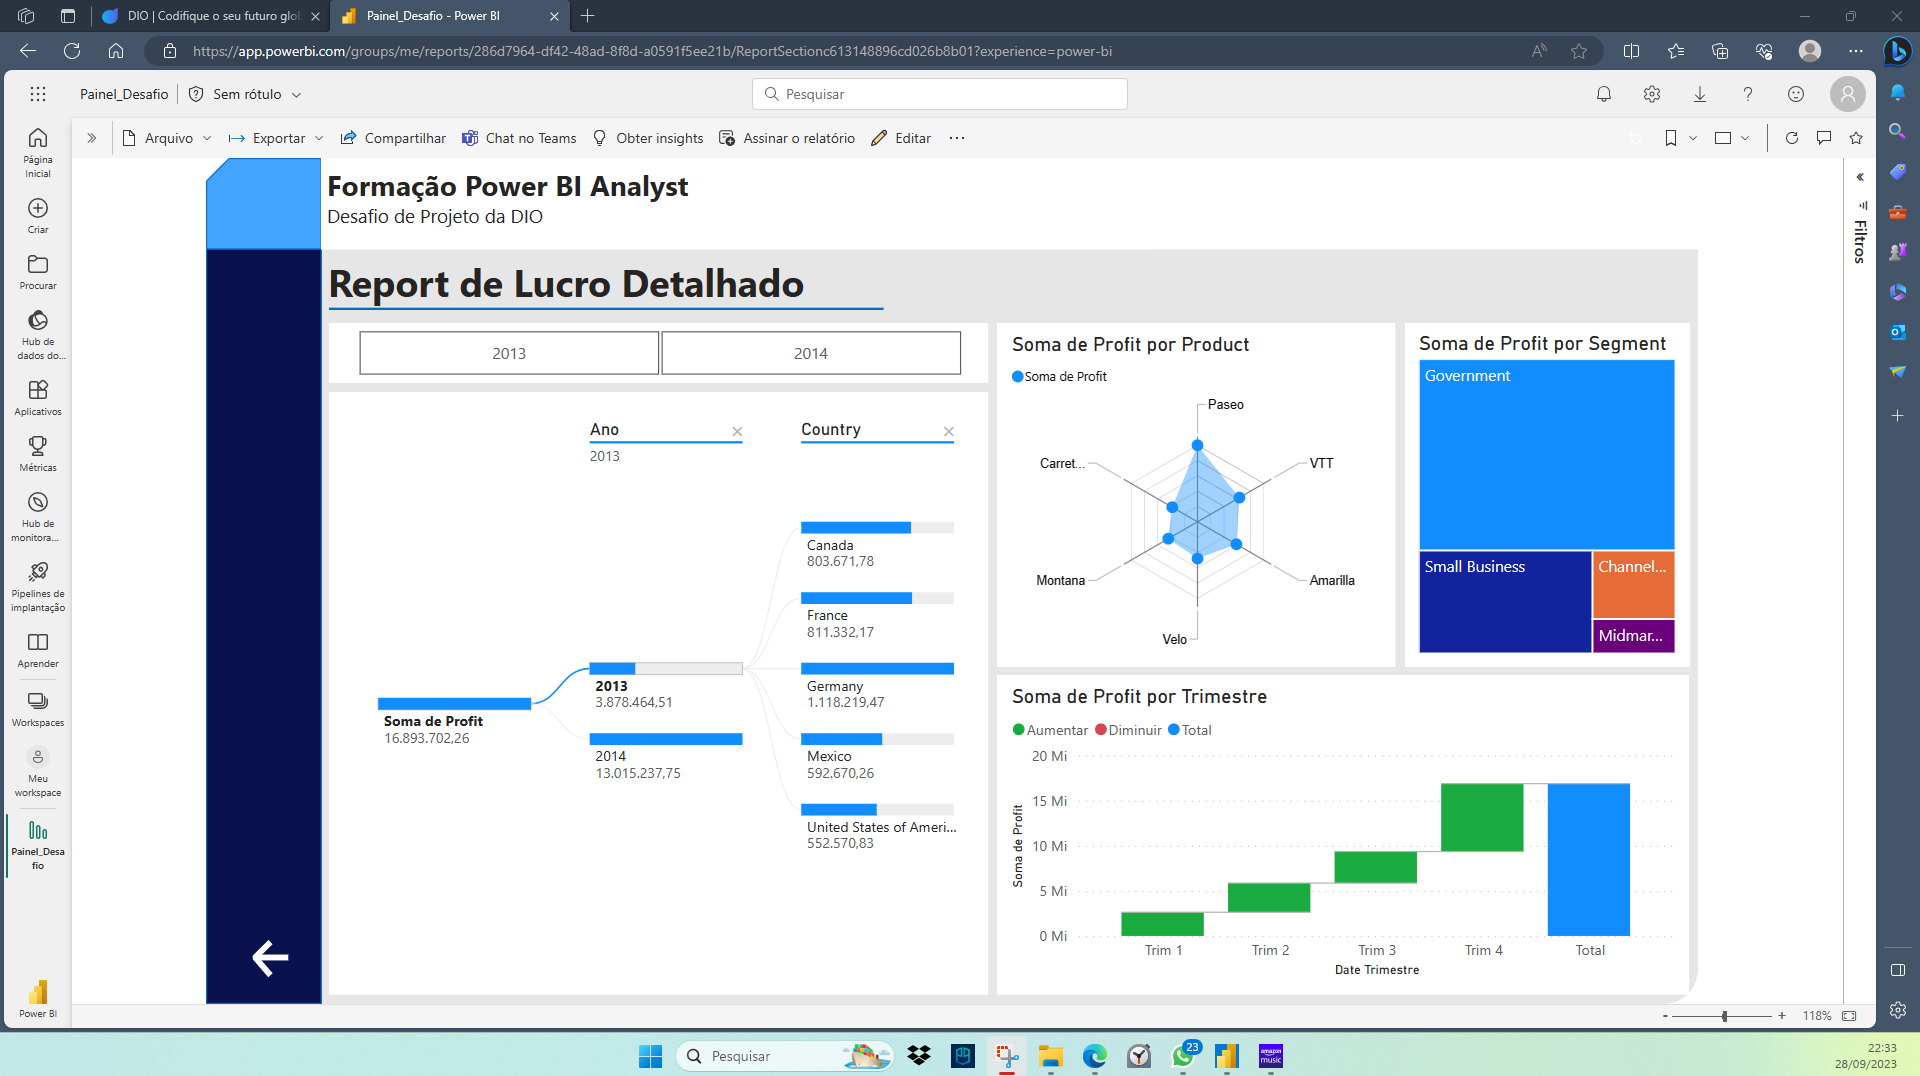 DIO | Codifique o seu futuro glo
Painel_Desafio - Power BI
https://app.powerbi.com/groups/me/reports/286d7964-df42-48ad-8f8d-a0591f5ee21b/ReportSectionc613148896cd026b8b01?experience=power-bi
Painel_Desafio
Sem rótulo
Pesquisar
Arquivo
Exportar
Compartilhar
Chat no Teams
Obter insights
Assinar o relatório
Editar
Página
Inicial
Criar
Procurar
Hub de
dados do...
Aplicativos
Métricas
Hub de
monitora...
Pipelines de
implantação
Aprender
Workspaces
Meu
workspace
Painel_Desa
fio
Power BI
Formação Power BI Analyst
Desafio de Projeto da DIO
Report de Lucro Detalhado
2013
2014
Ano
2013
Country
Soma de Profit
16.893.702,26
2013
3.878.464,51
2014
13.015.237,75
Canada
803.671,78
France
811.332,17
Germany
1.118.219,47
Mexico
592.670,26
United States of Ameri...
552.570,83
Soma de Profit por Product
Soma de Profit
Paseo
VTT
Amarilla
Velo
Montana
Carret...
Soma de Profit por Segment
Government
Small Business
Channel...
Midmar...
Soma de Profit por Trimestre
Aumentar
Diminuir
Total
Soma de Profit
20 Mi
15 Mi
10 Mi
5 Mi
0 Mi
Trim 1
Trim 2
Trim 3
Trim 4
Total
Date Trimestre
Filtros
118%
Pesquisar
23
amazon
music
22:33
28/09/2023